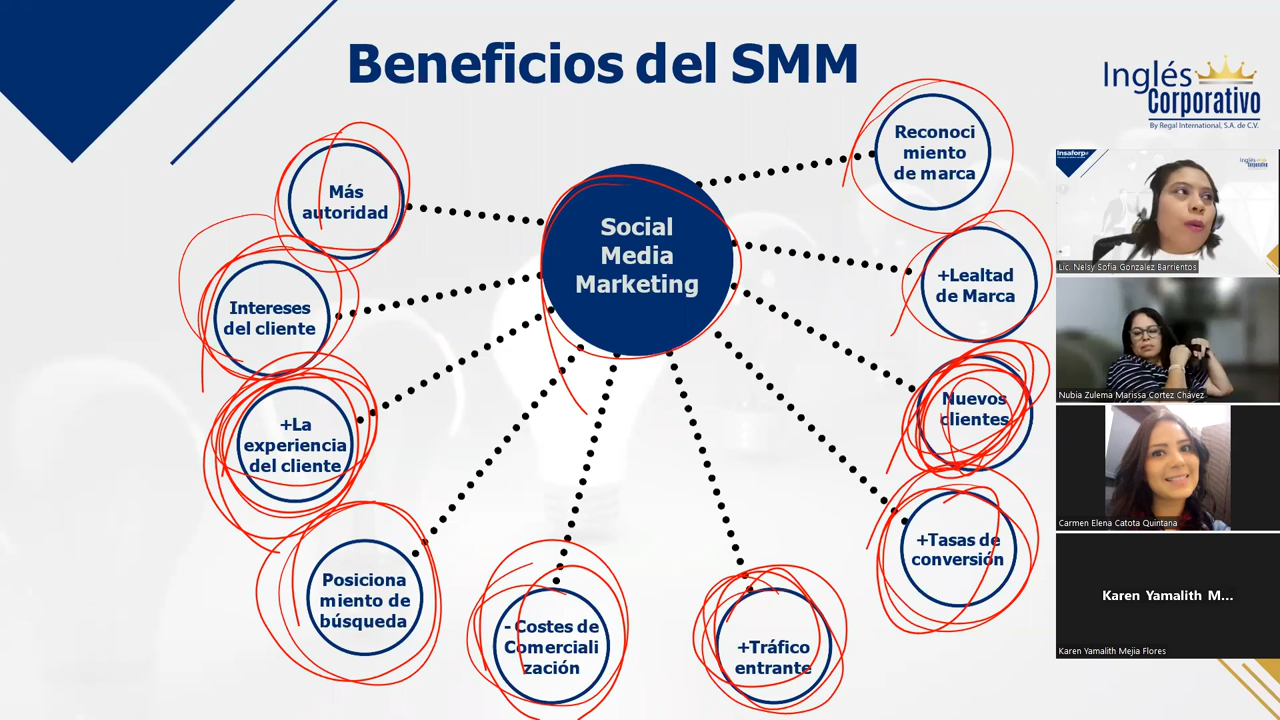 Beneficios del SMM
Inglés
Corporativo
By Regal International, S.A. de C.V.
Reconoci
miento
de marca
Más
autoridad
Social
Media
Marketing
+Lealtad
de Marca
Intereses
del cliente
Nuevos
clientes
+La
experiencia
del cliente
+Tasas de
conversión
Posiciona
miento de
búsqueda
- Costes de
Comerciali
zación
+Tráfico
entrante
Insaforp
Inglés
Corporativo
Lic. Nelsy Sofia Gonzalez Barrientos
Nubia Zulema Marissa Cortez Chávez
Carmen Elena Catota Quintana
Karen Yamalith M...
Karen Yamalith Mejia Flores